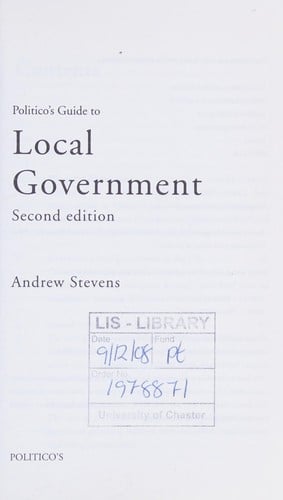 Politico's Guide to
Local
Government
Second edition
Andrew Stevens
LIS - LIBRARY
Date
Fund
9/12/08
pt
Order No.
1978871
University of Chester
POLITICO'S